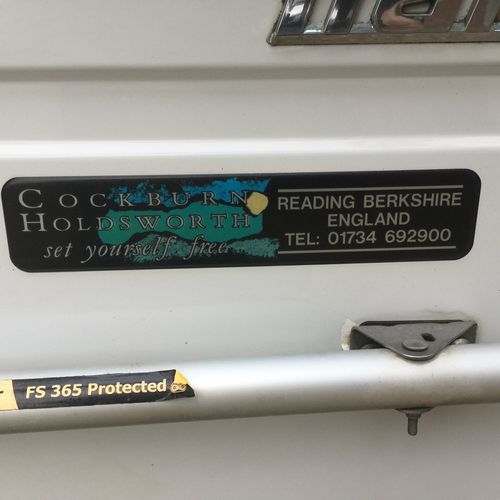 COCKBURN
HOLDSWORTH
set yourself free
READING BERKSHIRE
ENGLAND
TEL: 01734 692900
FS 365 Protected